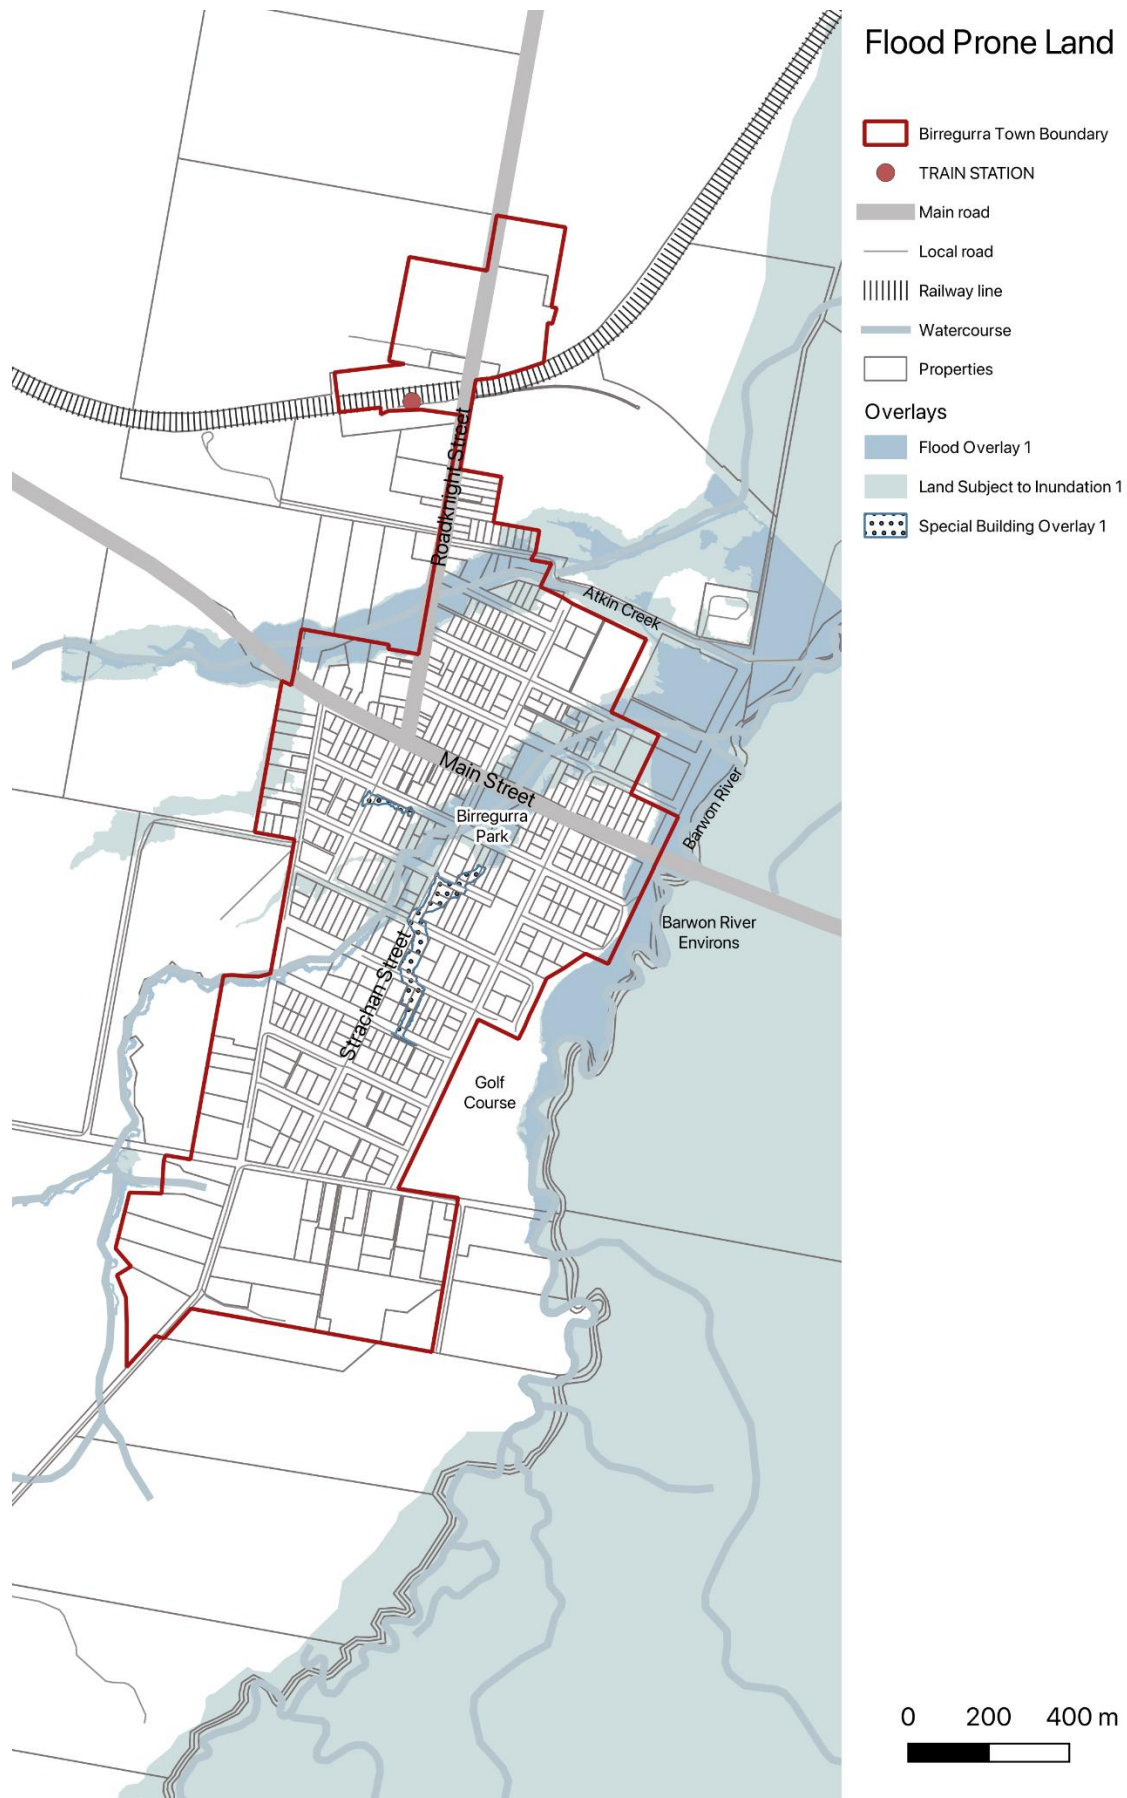 Flood Prone Land
Birregurra Town Boundary
TRAIN STATION
Main road
Local road
Railway line
Watercourse
Properties
Overlays
Flood Overlay 1
Land Subject to Inundation 1
Special Building Overlay 1
Roadknight Street
Atkin Creek
Main Street
Birregurra
Park
Barwon River
Barwon River
Environs
Strachan Street
Golf
Course
0 200 400 m